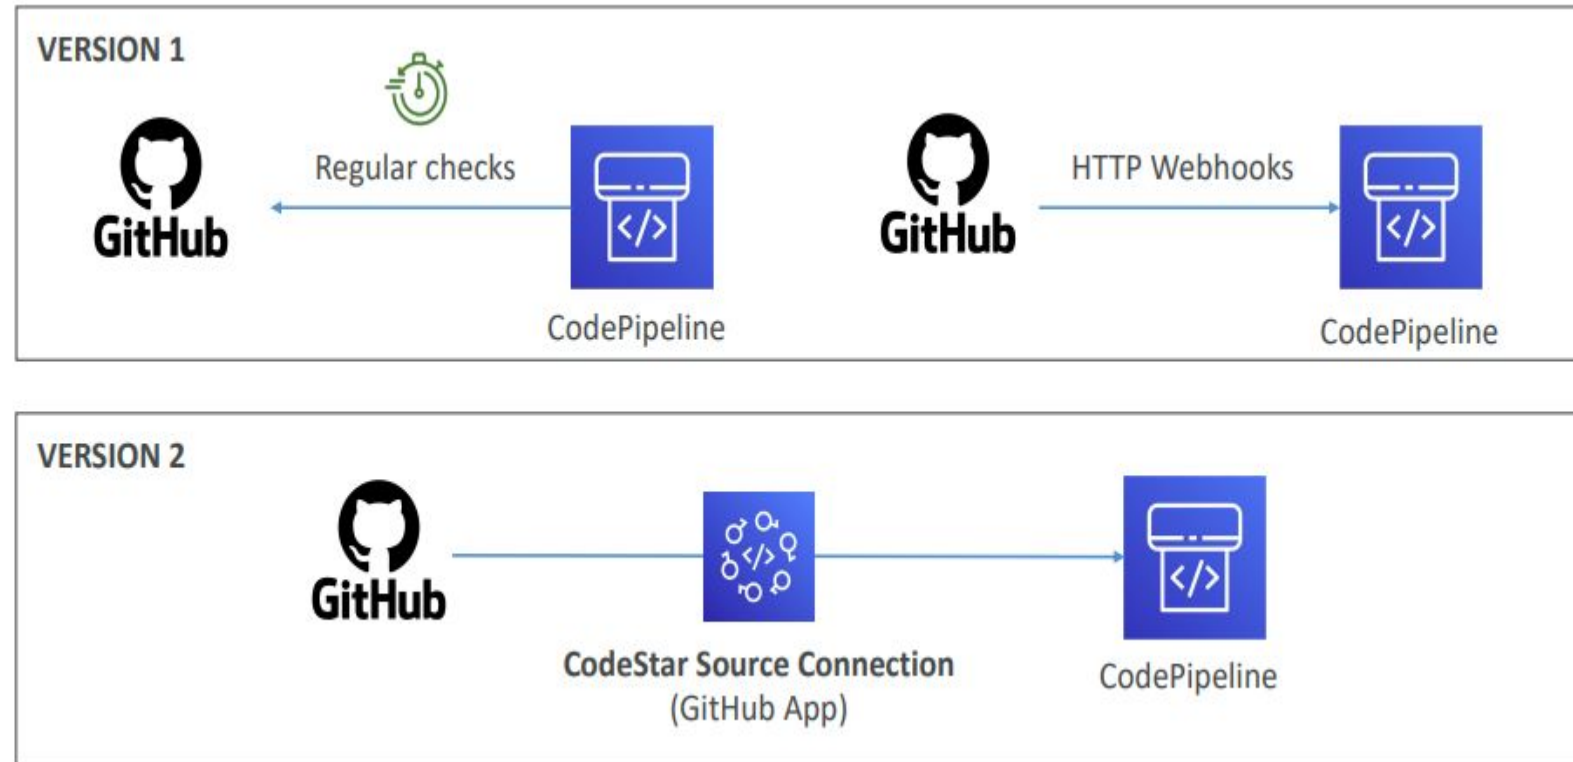 VERSION 1
Regular checks
GitHub
</>
CodePipeline
HTTP Webhooks
GitHub
</>
CodePipeline
VERSION 2
GitHub
</>
CodeStar Source Connection
(GitHub App)
</>
CodePipeline